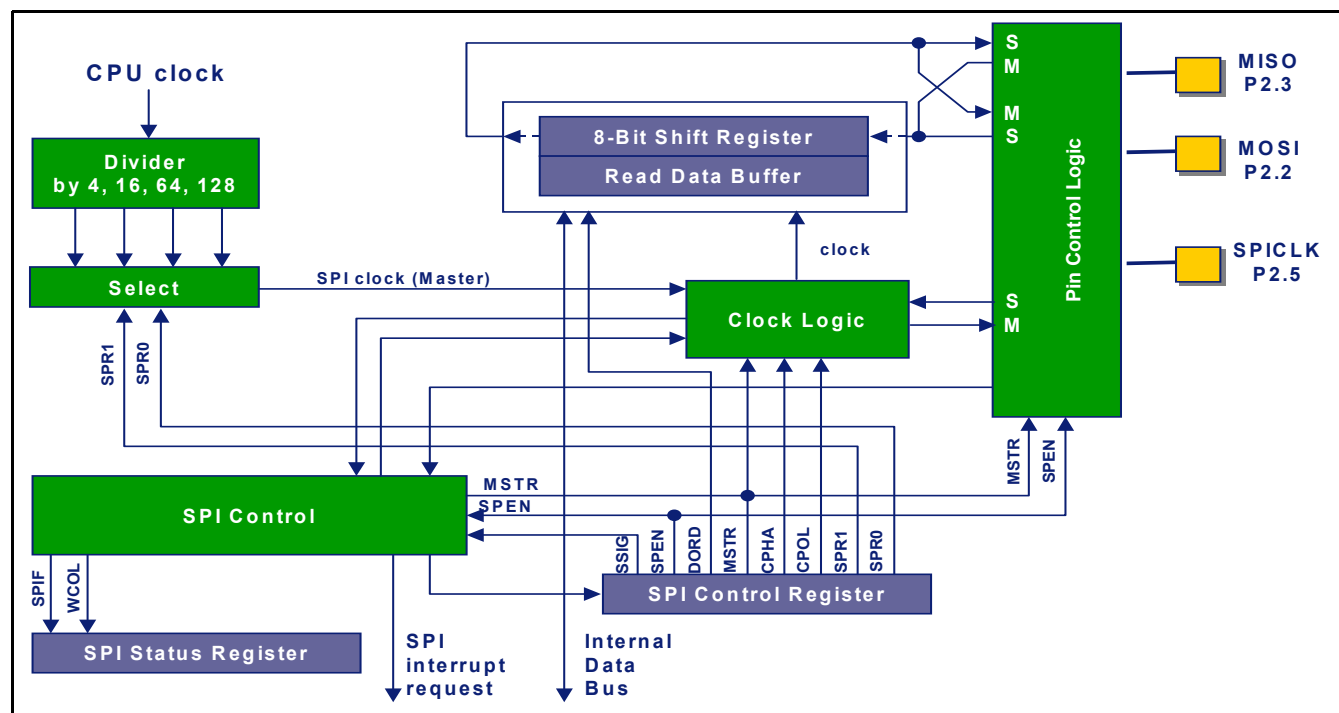 CPU clock
Divider
by 4, 16, 64, 128
Select
SPI clock (Master)
SPR1
SPR0
8-Bit Shift Register
Read Data Buffer
clock
Clock Logic
S
M
M
S
S
M
Pin Control Logic
MISO
P2.3
MOSI
P2.2
SPICLK
P2.5
MSTR
SPEN
SPI Control
MSTR
SPEN
SSIG
SPEN
DORD
MSTR
CPHA
CPOL
SPR1
SPR0
SPI Control Register
SPIF
WCOL
SPI Status Register
SPI
interrupt
request
Internal
Data
Bus